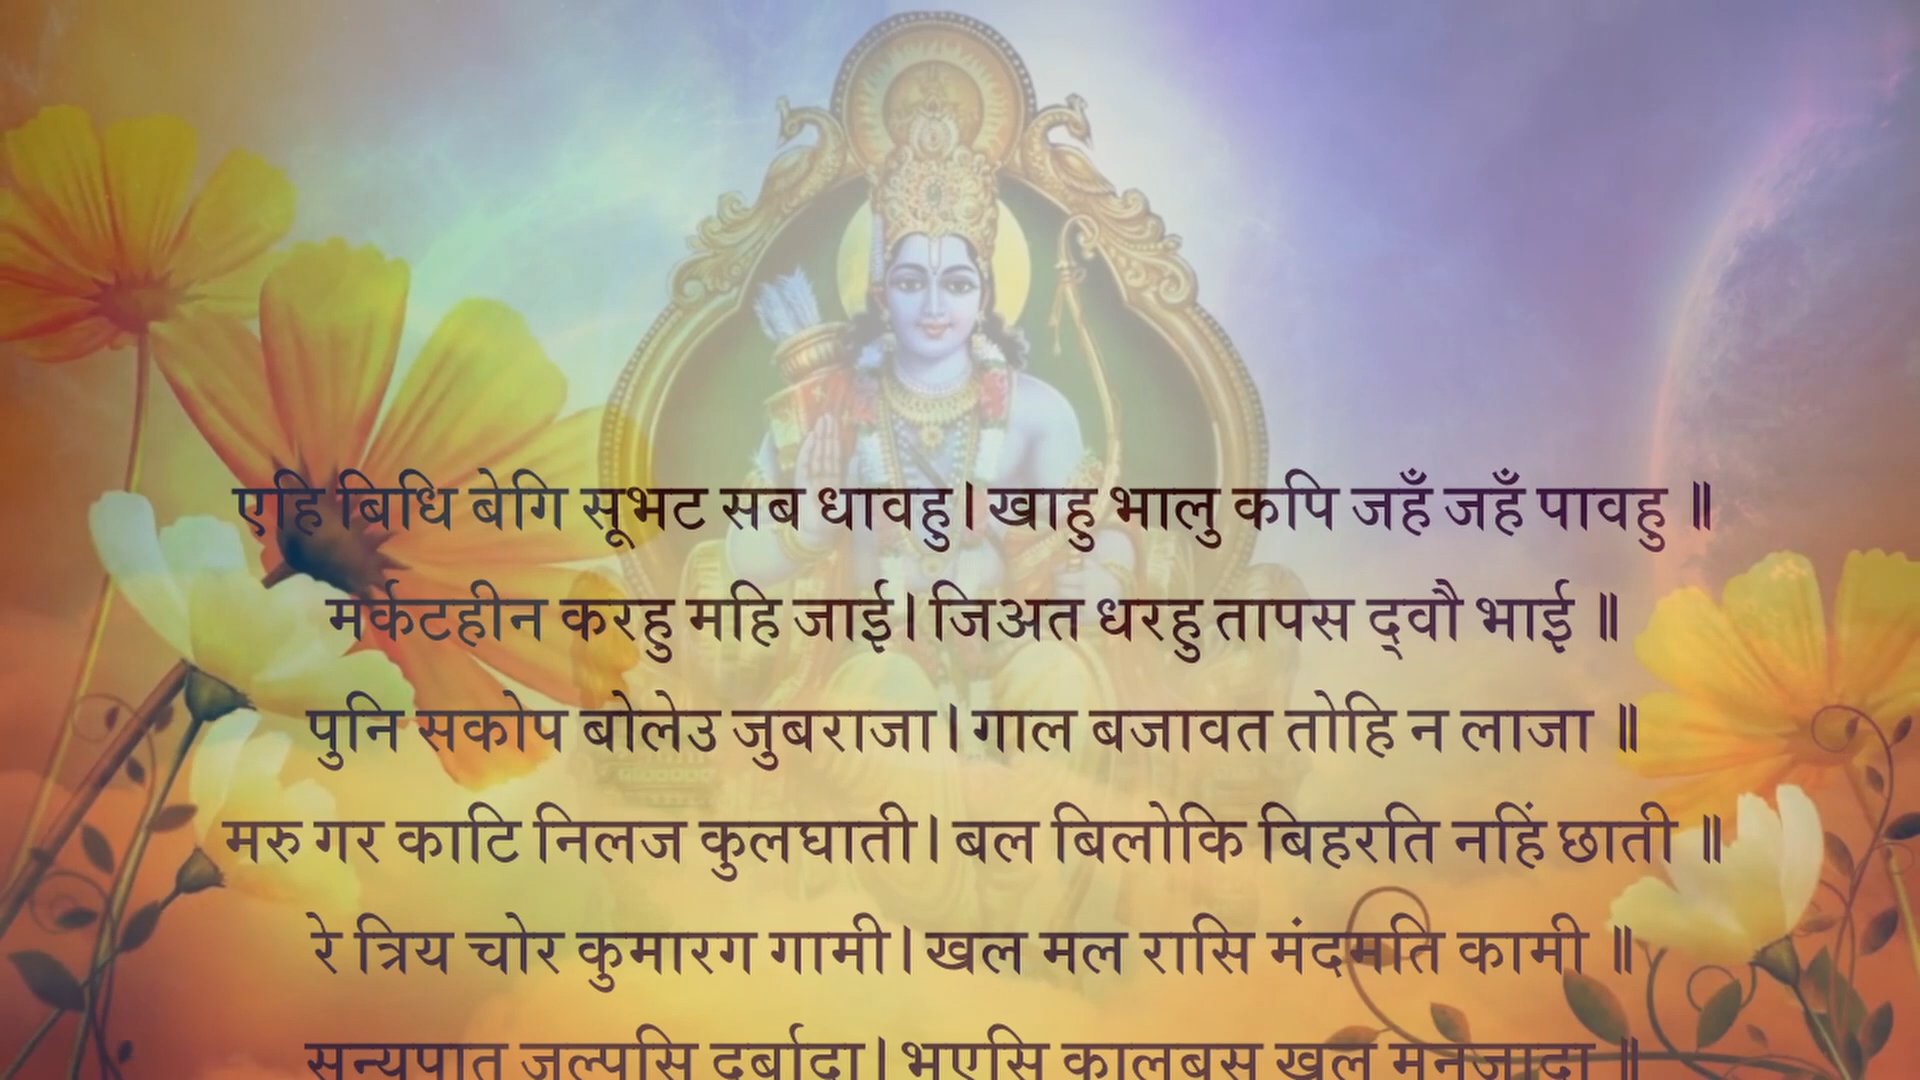 एहि बिधि बेगि सूभट सब धावहु। खाहु भालु कपि जहँ जहँ पावहु ॥
मर्कटहीन करहु महि जाई। जिअत धरहु तापस द्वौ भाई ॥
पुनि सकोप बोलेउ जुबराजा। गाल बजावत तोहि न लाजा ॥
मरु गर काटि निलज कुलघाती। बल बिलोकि बिहरति नहिं छाती ॥
रे त्रिय चोर कुमारग गामी। खल मल रासि मंदमति कामी ॥
सन्यपात जल्पसि दुर्बादा। भएसि कालबस खल मनुजादा ॥